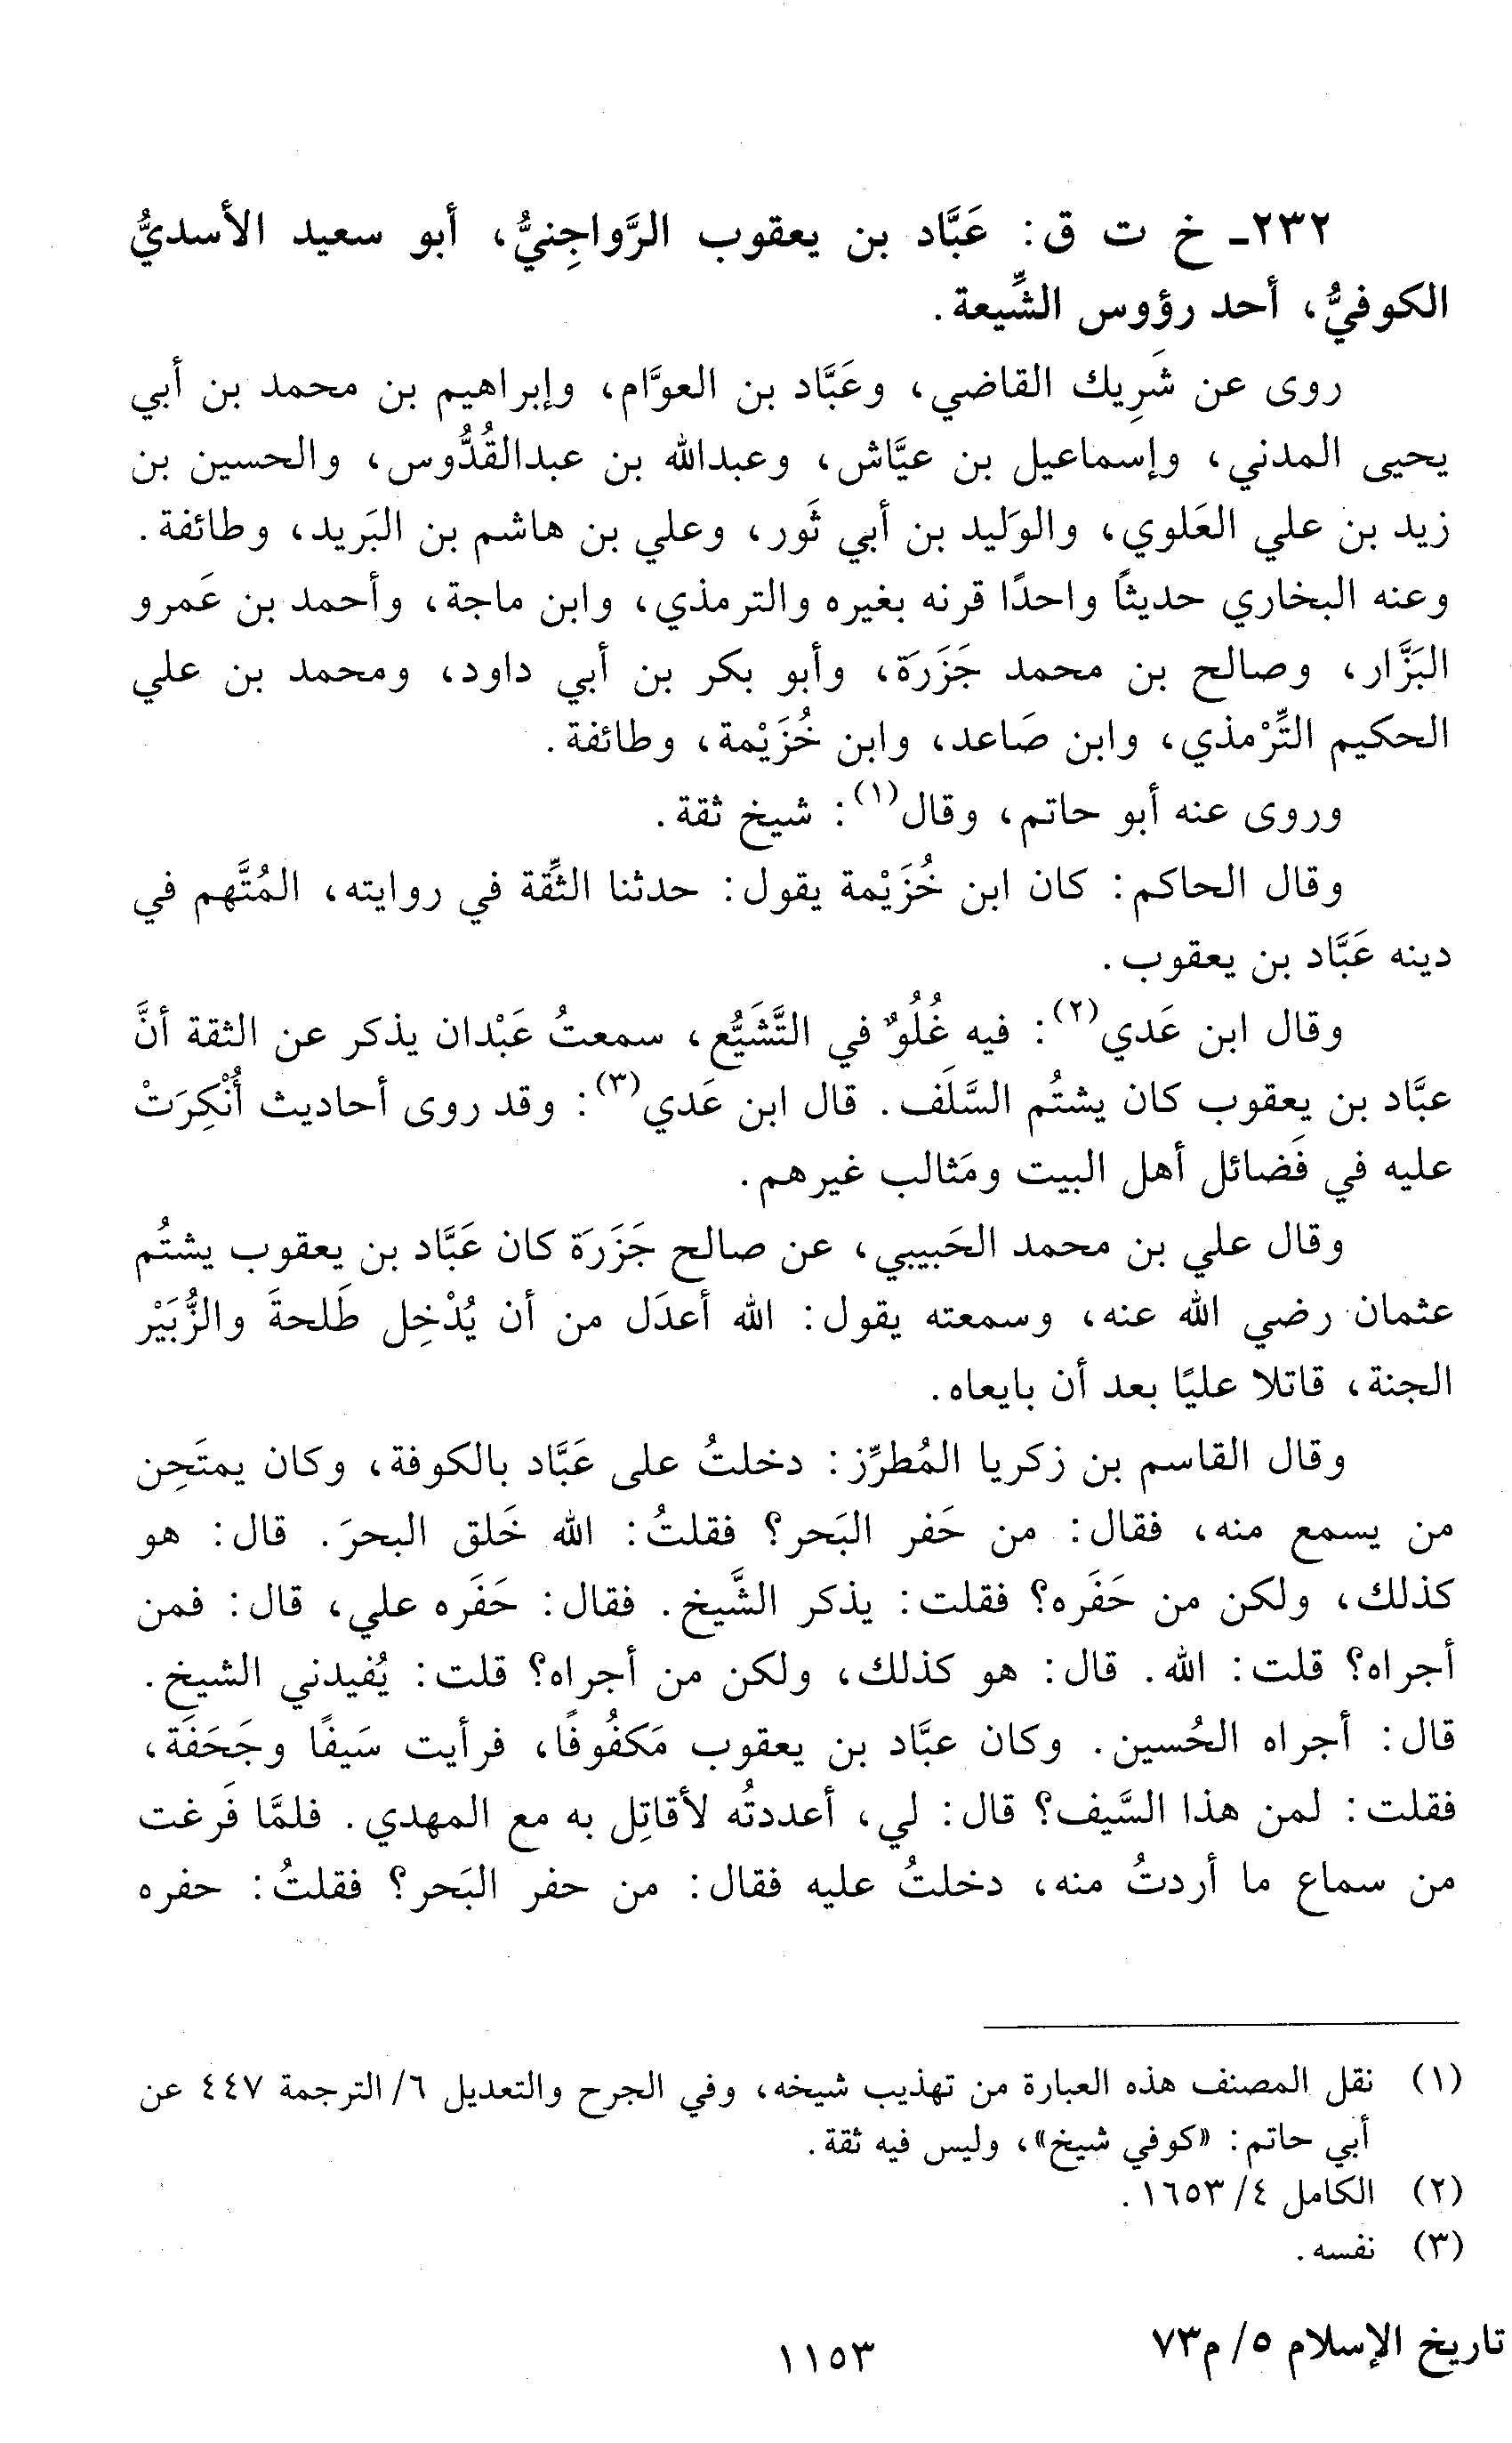 ٢٣٢ـ خ ت ق: عَبَّاد بن يعقوب الرَّواجِنيُّ، أبو سعيد الأسديُّ
الكوفيُّ، أحد رؤوس الشِّيعة.
روى عن شَرِيك القاضي، وعَبَّاد بن العوَّام، وإبراهيم بن محمد بن أبي
يحيى المدني، وإسماعيل بن عيَّاش، وعبدالله بن عبدالقُدُّوس، والحسين بن
زيد بن علي العَلوي، والوَليد بن أبي ثَور، وعلي بن هاشم بن البَريد، وطائفة.
وعنه البخاري حديثًا واحدًا قرنه بغيره والترمذي، وابن ماجة، وأحمد بن عَمرو
البَزَّار، وصالح بن محمد جَزَرَة، وأبو بكر بن أبي داود، ومحمد بن علي
الحكيم التِّرْمذي، وابن صَاعد، وابن خُزَيْمة، وطائفة.
وروى عنه أبو حاتم، وقال(١): شيخ ثقة.
وقال الحاكم: كان ابن خُزَيْمة يقول: حدثنا الثِّقة في روايته، المُتَّهم في
دينه عَبَّاد بن يعقوب.
وقال ابن عَدي(٢): فيه غُلُوٌ في التَّشَيُّع، سمعتُ عَبْدان يذكر عن الثقة أنَّ
عبَّاد بن يعقوب كان يشتُم السَّلَف. قال ابن عَدي(٣): وقد روى أحاديث أُنْكِرَتْ
عليه في فَضائل أهل البيت ومَثالب غيرهم.
وقال علي بن محمد الحَبيبي، عن صالح جَزَرَة كان عَبَّاد بن يعقوب يشتُم
عثمان رضي الله عنه، وسمعته يقول: الله أعدَل من أن يُدْخِل طَلحةَ والزُّبَيْر
الجنة، قاتلا عليًا بعد أن بايعاه.
وقال القاسم بن زكريا المُطرِّز: دخلتُ على عَبَّاد بالكوفة، وكان يمتَحِن
من يسمع منه، فقال: من حَفر البَحر؟ فقلتُ: الله خَلق البحرَ. قال: هو
كذلك، ولكن من حَفَره؟ فقلت: يذكر الشَّيخ. فقال: حَفَره علي، قال: فمن
أجراه؟ قلت: الله. قال: هو كذلك، ولكن من أجراه؟ قلت: يُفيدني الشيخ.
قال: أجراه الحُسين. وكان عبَّاد بن يعقوب مَكفُوفًا، فرأيت سَيفًا وجَحَفَة،
فقلت: لمن هذا السَّيف؟ قال: لي، أعددتُه لأقاتِل به مع المهدي. فلمَّا فَرغت
من سماع ما أردتُ منه، دخلتُ عليه فقال: من حفر البَحر؟ فقلتُ: حفره
(١) نقل المصنف هذه العبارة من تهذيب شيخه، وفي الجرح والتعديل ٦/ الترجمة ٤٤٧ عن
أبي حاتم: «كوفي شيخ»، وليس فيه ثقة.
(٢) الكامل ٤/ ١٦٥٣.
(٣) نفسه.
تاريخ الإسلام ٥/ م٧٣
١١٥٣